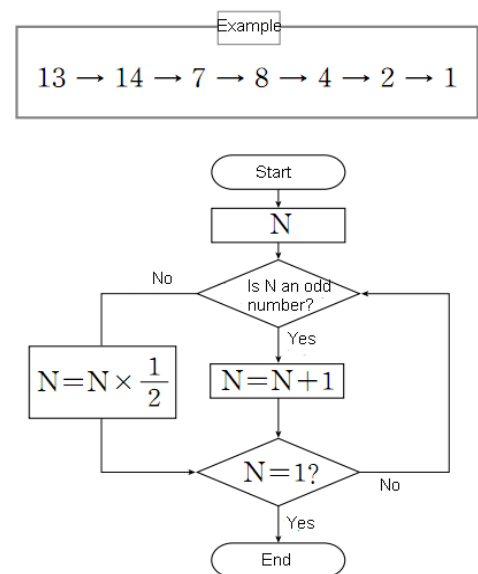 Example
13 → 14 → 7 → 8 → 4 → 2 → 1
Start
N
No
Is N an odd
number?
Yes
N=N×1/2
N=N+1
N=1?
No
Yes
End